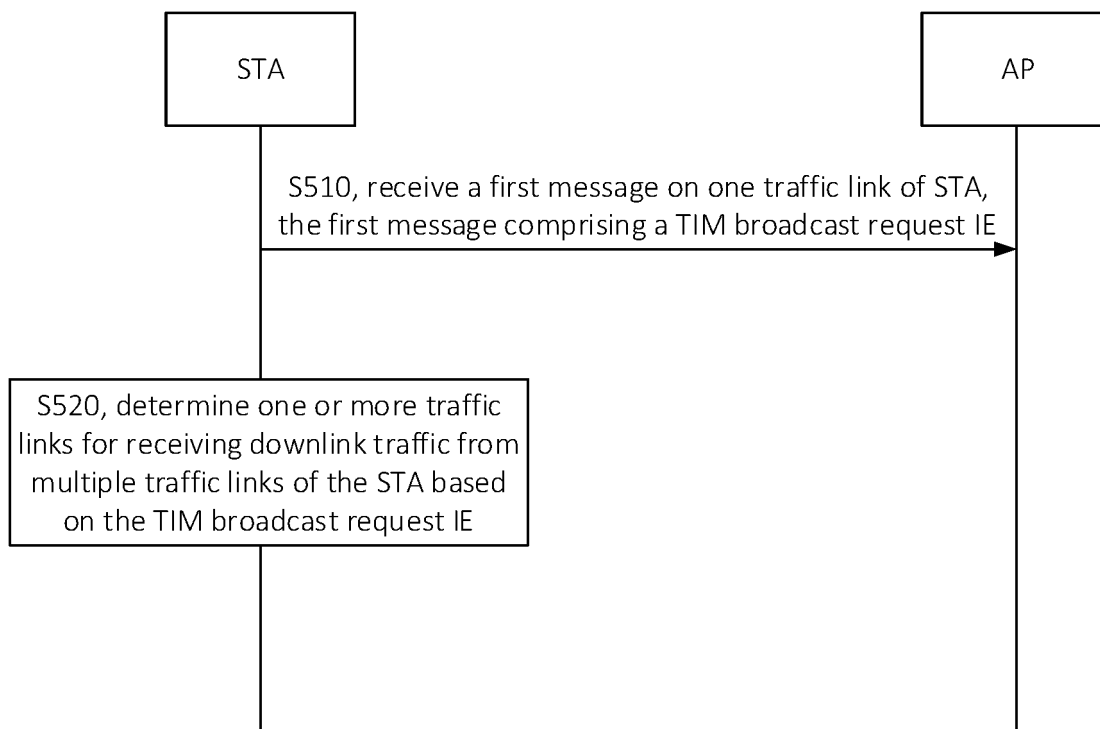 STA
AP
S510, receive a first message on one traffic link of STA,
the first message comprising a TIM broadcast request IE
S520, determine one or more traffic
links for receiving downlink traffic from
multiple traffic links of the STA based
on the TIM broadcast request IE